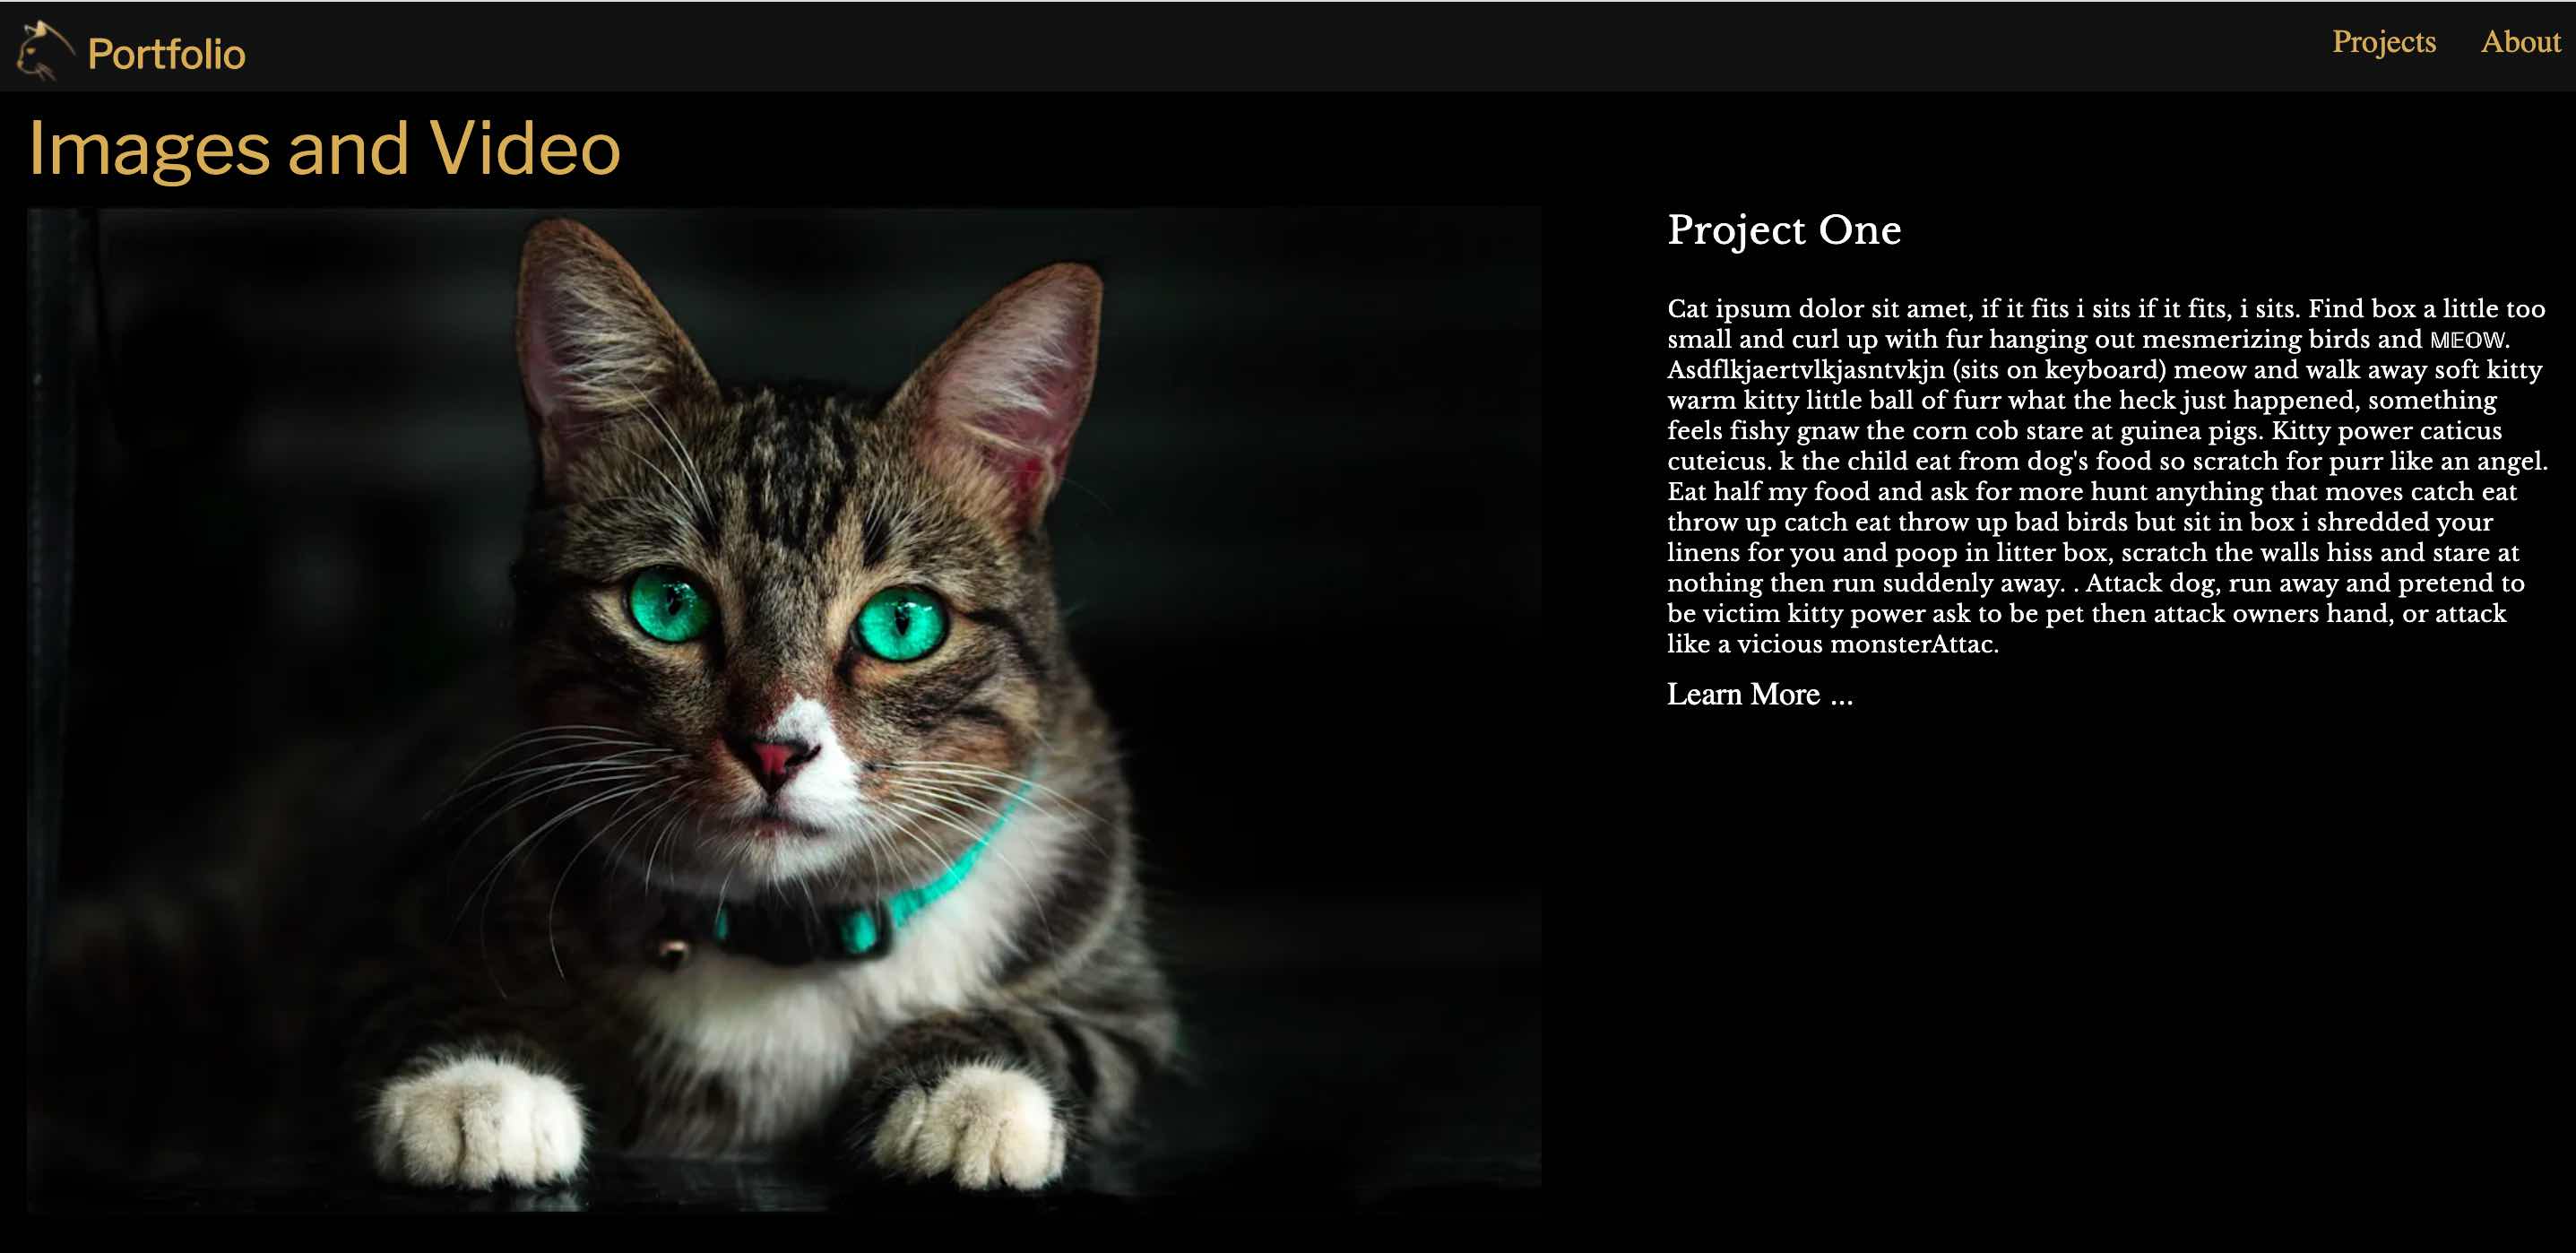 Portfolio
Projects About
Images and Video
Project One
Cat ipsum dolor sit amet, if it fits i sits if it fits, i sits. Find box a little too
small and curl up with fur hanging out mesmerizing birds and 𝕄𝔼𝕆𝕎.
Asdflkjaertvlkjasntvkjn (sits on keyboard) meow and walk away soft kitty
warm kitty little ball of furr what the heck just happened, something
feels fishy gnaw the corn cob stare at guinea pigs. Kitty power caticus
cuteicus. k the child eat from dog's food so scratch for purr like an angel.
Eat half my food and ask for more hunt anything that moves catch eat
throw up catch eat throw up bad birds but sit in box i shredded your
linens for you and poop in litter box, scratch the walls hiss and stare at
nothing then run suddenly away. . Attack dog, run away and pretend to
be victim kitty power ask to be pet then attack owners hand, or attack
like a vicious monsterAttac.
Learn More ...